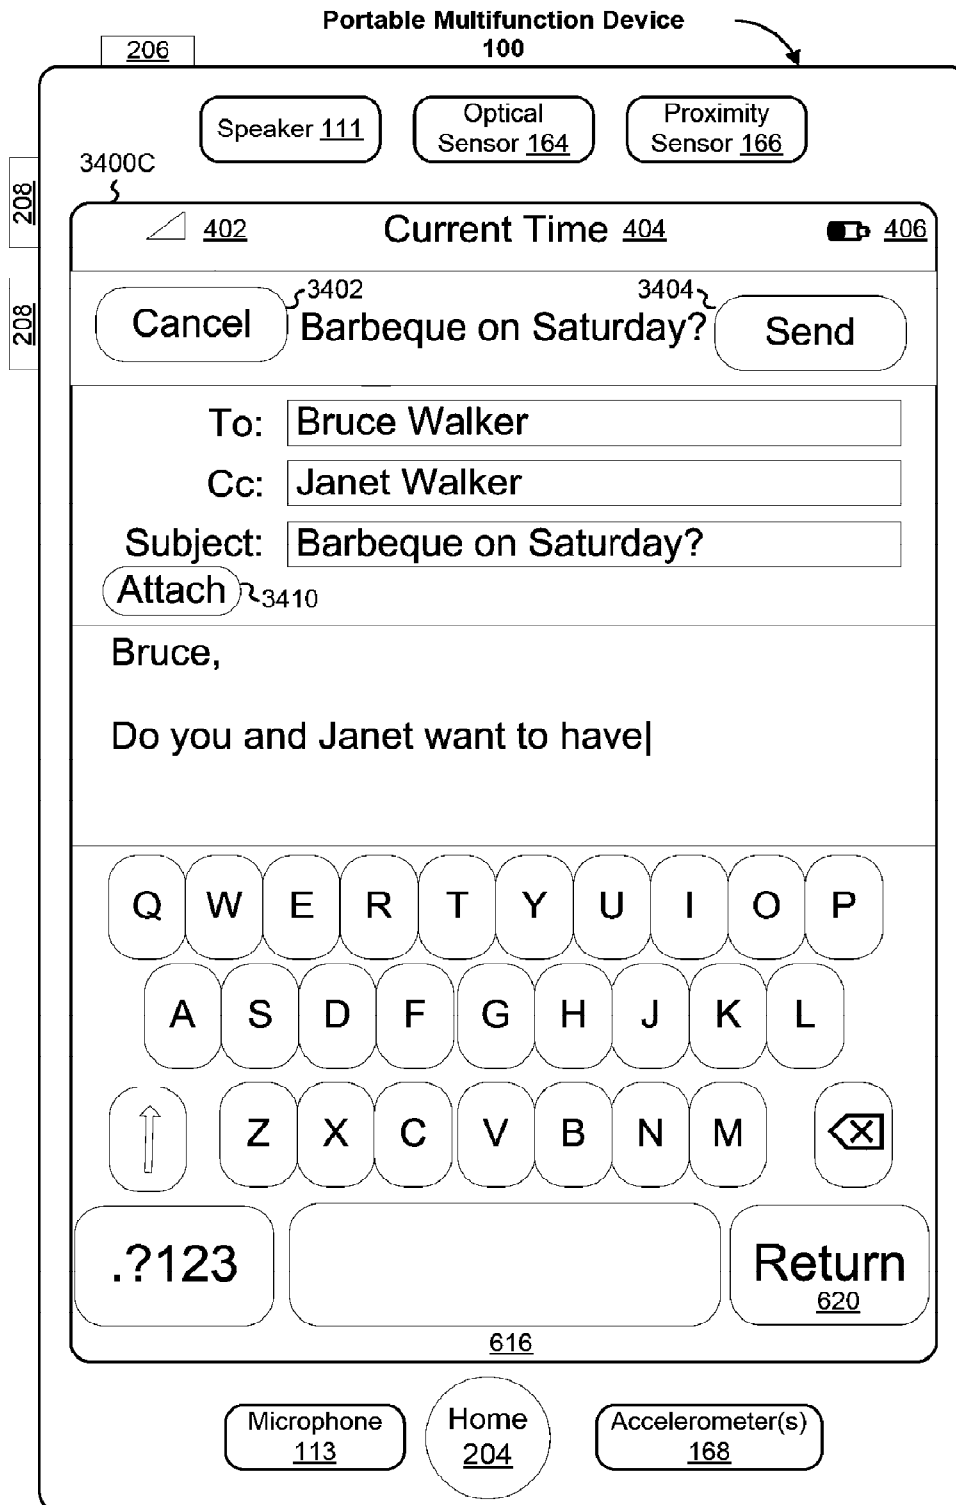 Portable Multifunction Device
100
206
Speaker 111
Optical
Sensor 164
Proximity
Sensor 166
3400C
208
208
402 Current Time 404 406
3402
3404
Cancel Barbeque on Saturday? Send
To: Bruce Walker
Cc: Janet Walker
Subject: Barbeque on Saturday?
Attach 3410
Bruce,
Do you and Janet want to have
Q W E R T Y U I O P
A S D F G H J K L
Z X C V B N M
.?123 Return
620
616
Microphone
113
Home
204
Accelerometer(s)
168